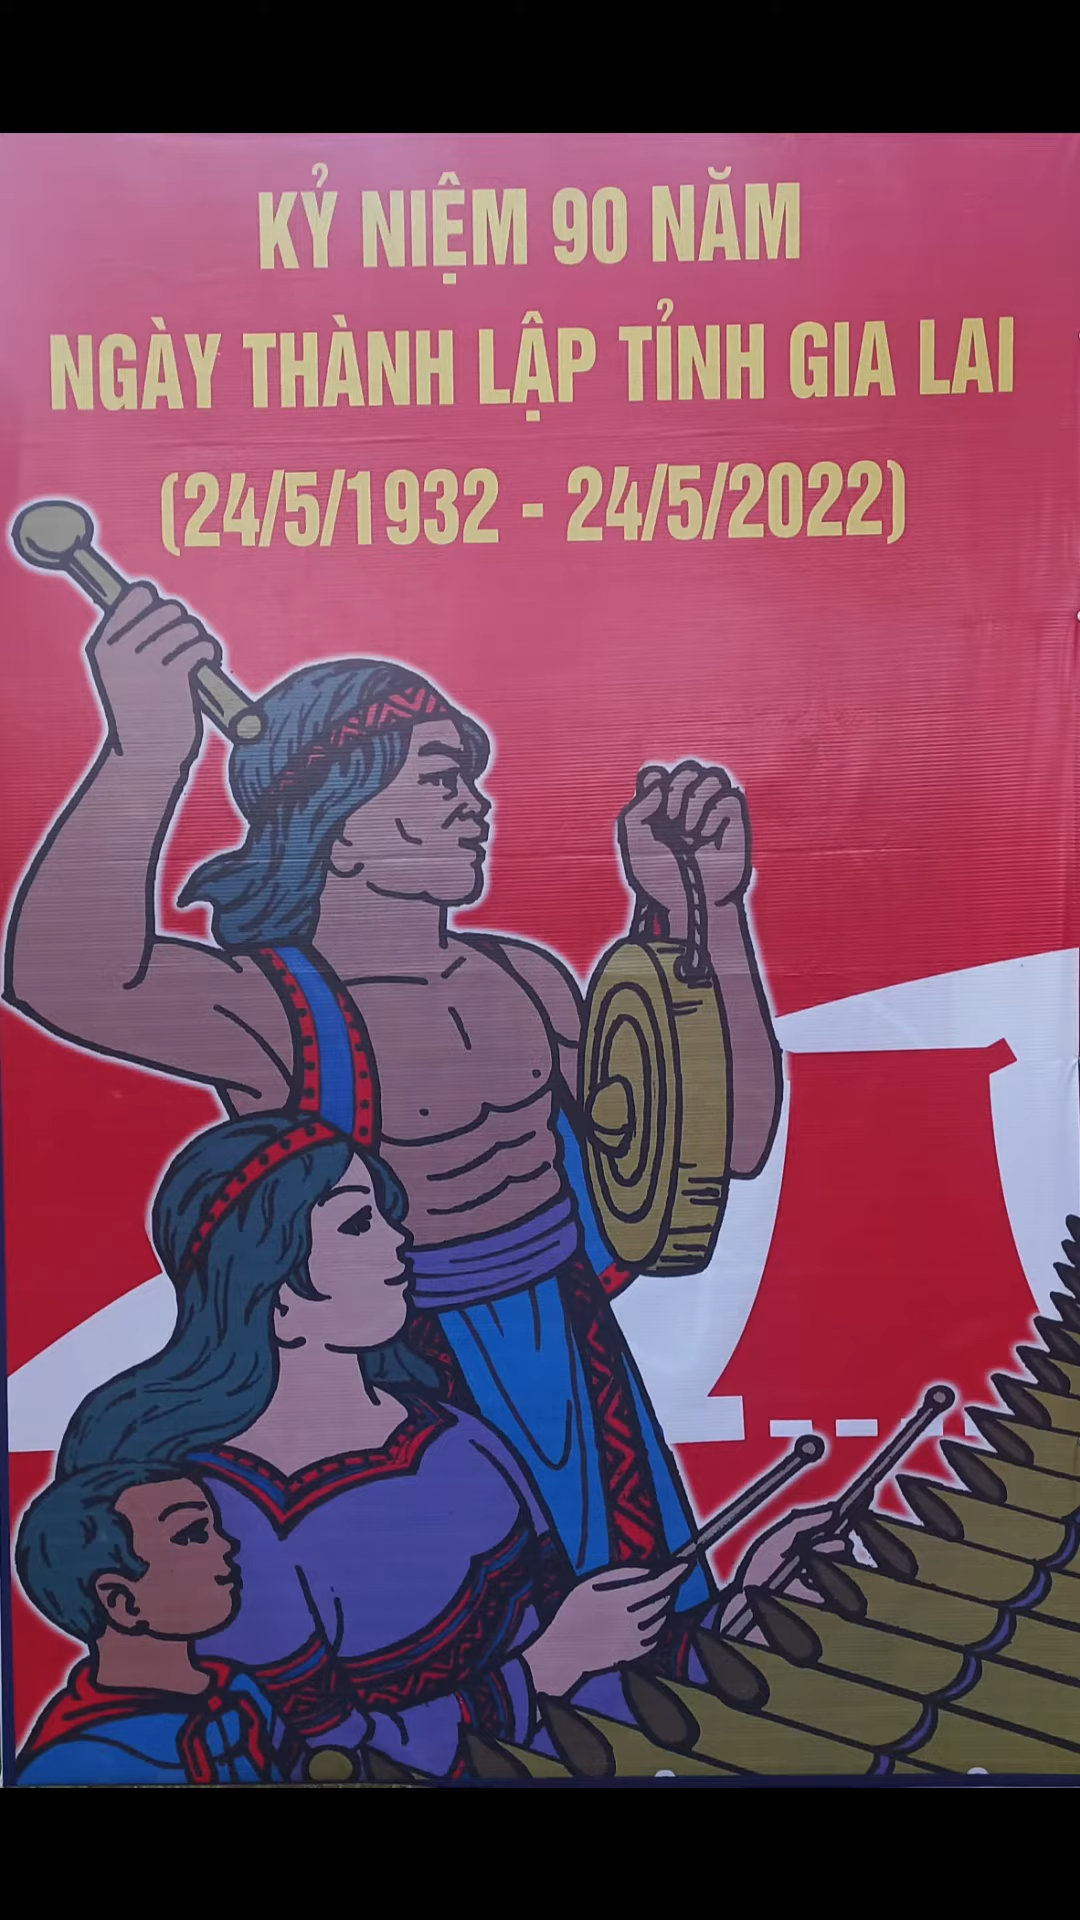 KỶ NIỆM 90 NĂM
NGÀY THÀNH LẬP TỈNH GIA LAI
(24/5/1932 - 24/5/2022)